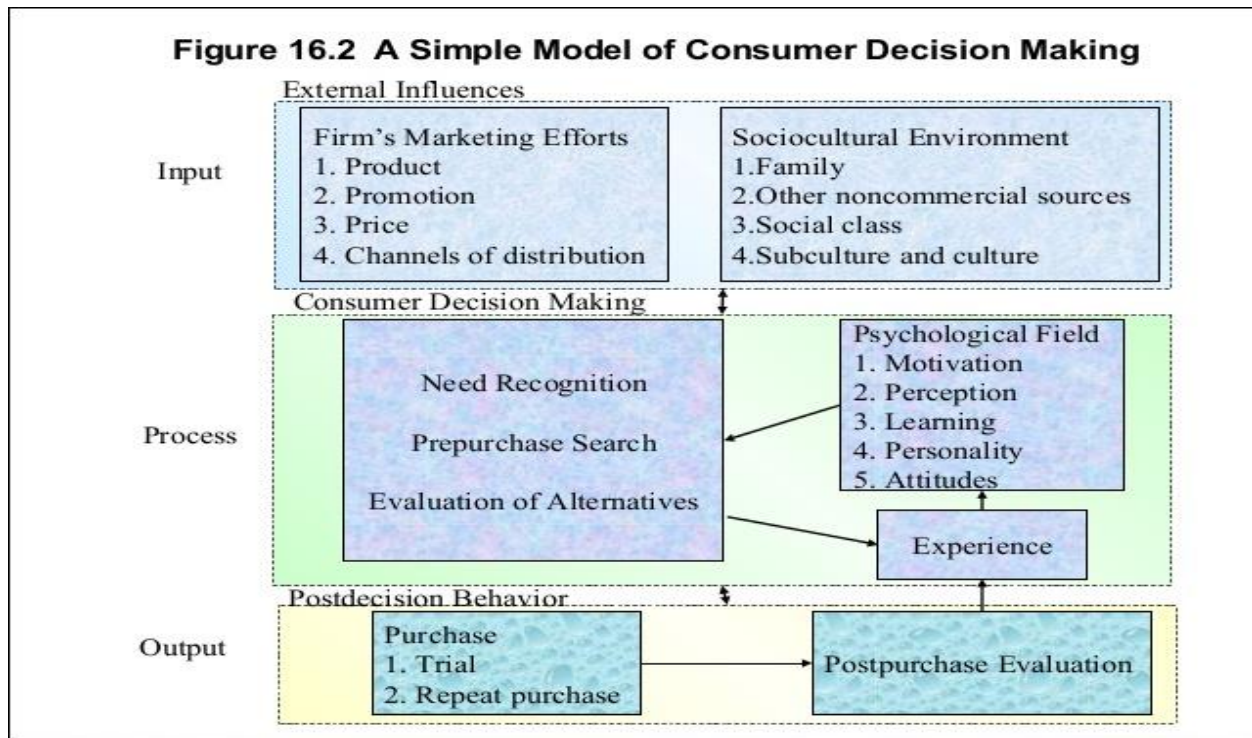 Figure 16.2 A Simple Model of Consumer Decision Making
External Influences
Input
Firm's Marketing Efforts
1. Product
2. Promotion
3. Price
4. Channels of distribution
Sociocultural Environment
1.Family
2.Other noncommercial sources
3.Social class
4.Subculture and culture
Consumer Decision Making
Process
Need Recognition
Prepurchase Search
Evaluation of Alternatives
Psychological Field
1. Motivation
2. Perception
3. Learning
4. Personality
5. Attitudes
Experience
Postdecision Behavior
Output
Purchase
1. Trial
2. Repeat purchase
Postpurchase Evaluation